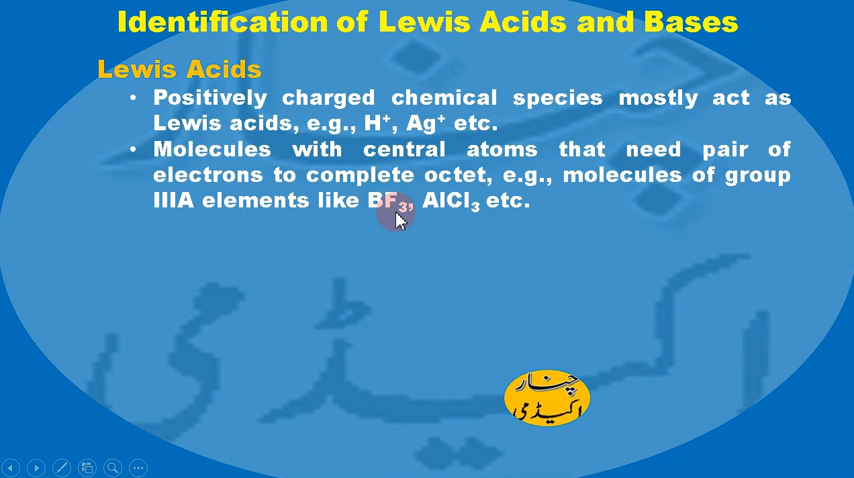 Identification of Lewis Acids and Bases
Lewis Acids
• Positively charged chemical species mostly act as
Lewis acids, e.g., H⁺, Ag⁺ etc.
• Molecules with central atoms that need pair of
electrons to complete octet, e.g., molecules of group
IIIA elements like BF₃, AlCl₃ etc.
چنار
اکیڈمی